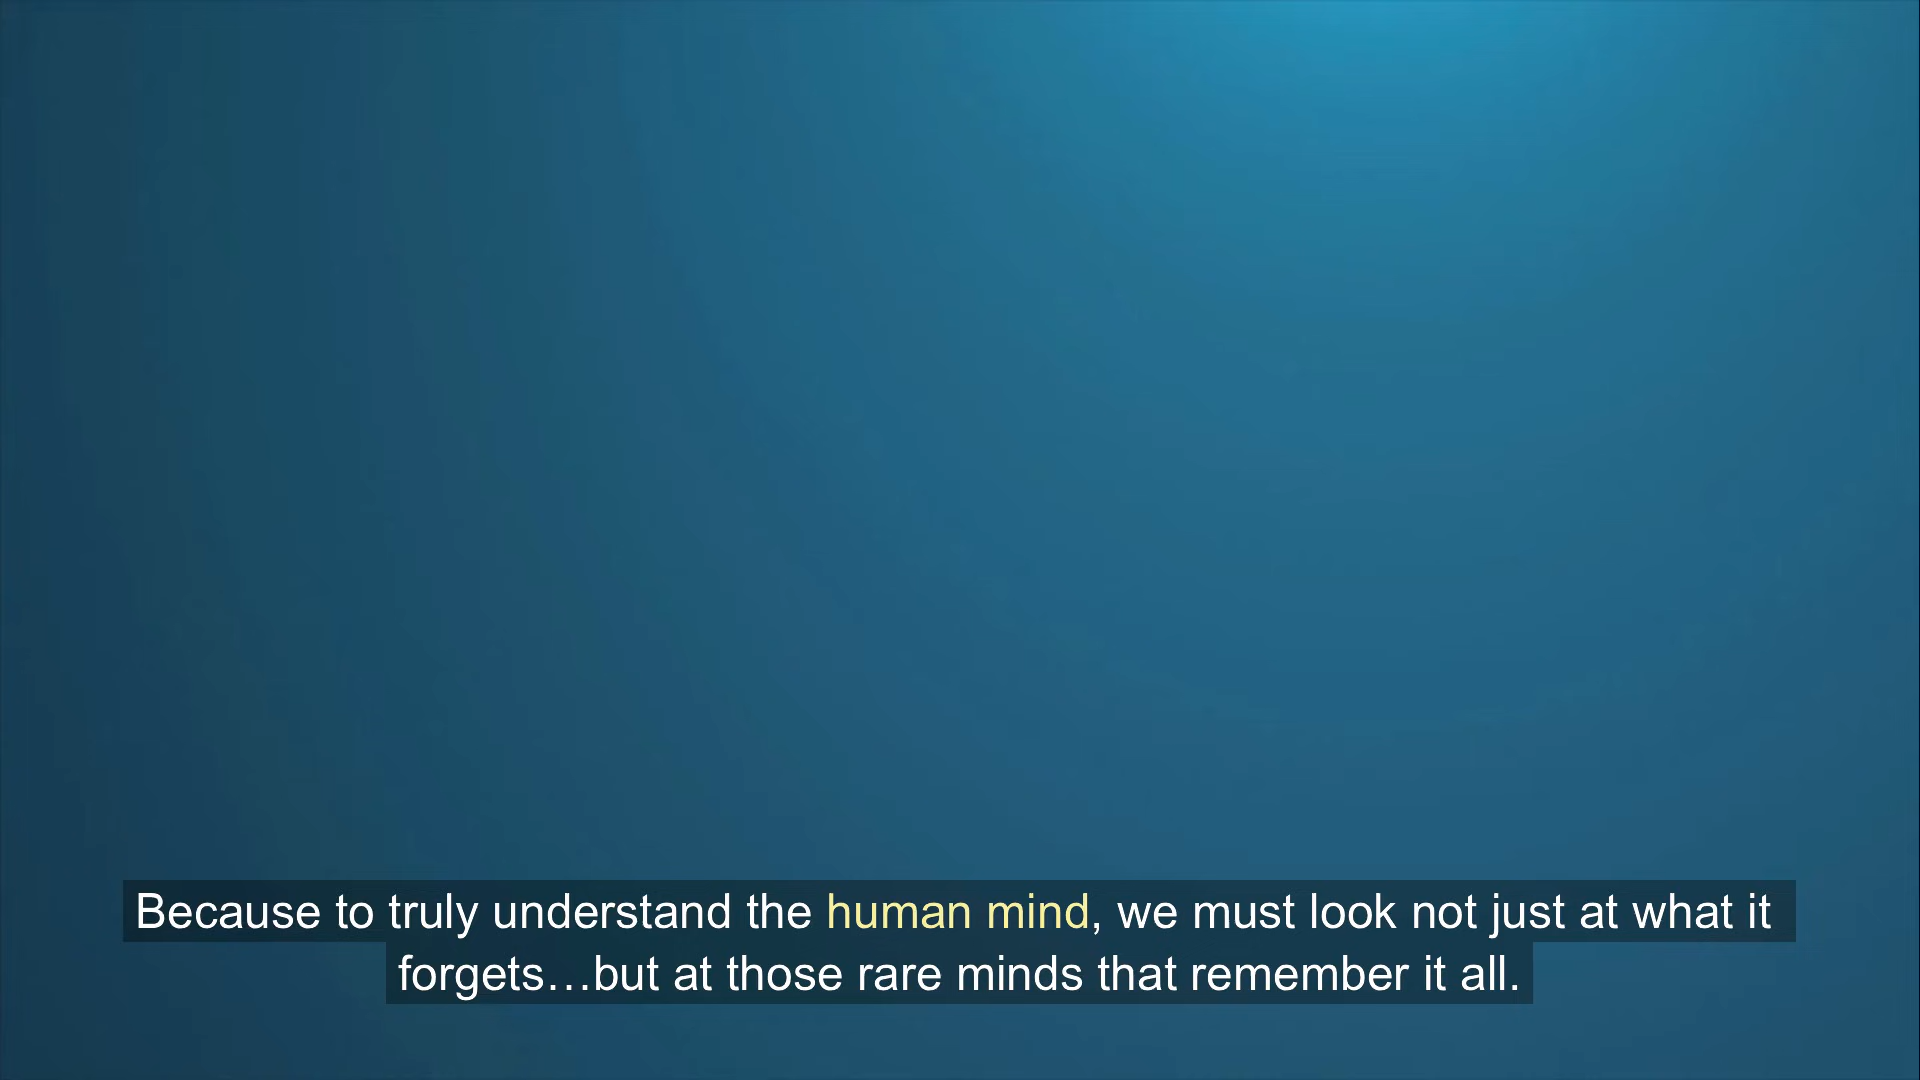 Because to truly understand the human mind, we must look not just at what it
forgets…but at those rare minds that remember it all.